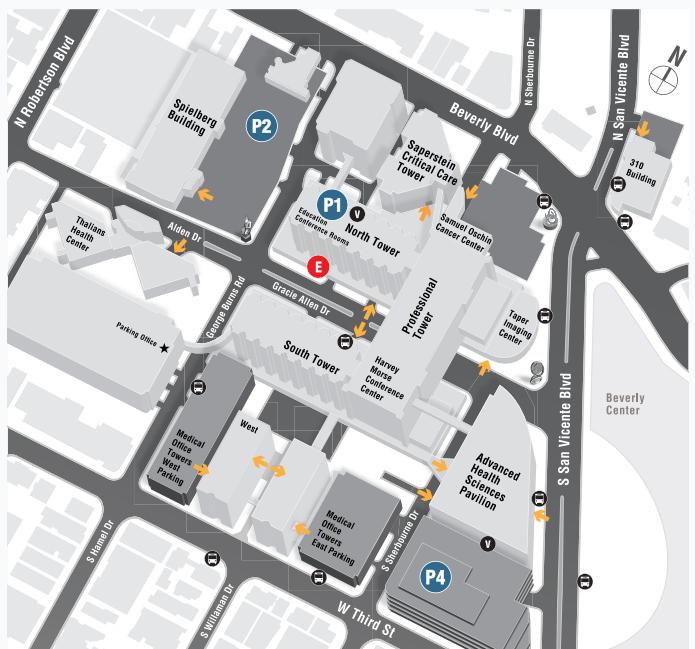 N Robertson Blvd
Beverly Blvd
N Sherbourne Dr
N San Vicente Blvd
N
Spielberg
Building
P2
310
Building
Saperstein
Critical Care
Tower
P1
V
Education
Conference Rooms
North Tower
Samuel Oschin
Cancer Center
Thalians
Health
Center
Alden Dr
E
Gracie Allen Dr
George Burns Rd
Professional
Tower
Taper
Imaging
Center
Parking Office
South Tower
Harvey
Morse
Conference
Center
Beverly
Center
S San Vicente Blvd
Medical
Office
Towers
West
Parking
West
Advanced
Health
Sciences
Pavilion
Medical
Office
Towers
East Parking
S Sherbourne Dr
V
P4
S Hamel Dr
S Willaman Dr
W Third St